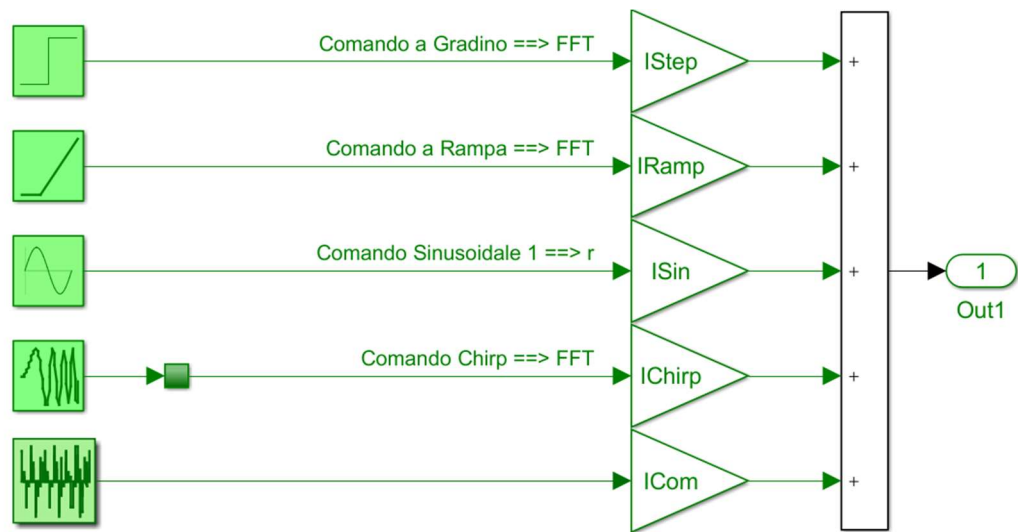 Comando a Gradino ==> FFT
IStep
+
Comando a Rampa ==> FFT
IRamp
+
Comando Sinusoidale 1 ==> r
ISin
+
1
Out1
Comando Chirp ==> FFT
IChirp
+
ICom
+